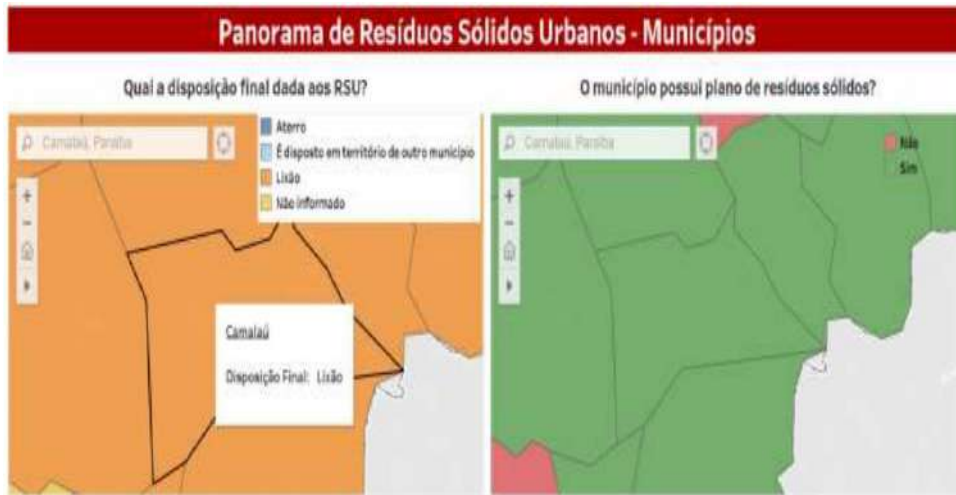 Panorama de Resíduos Sólidos Urbanos - Municípios
Qual a disposição final dada aos RSU?
Camalaú, Paraíba
Aterro
É disposto em território de outro município
Lixão
Não informado
+
−
Camalaú
Disposição Final: Lixão
O município possui plano de resíduos sólidos?
Camalaú, Paraíba
Não
Sim
+
−